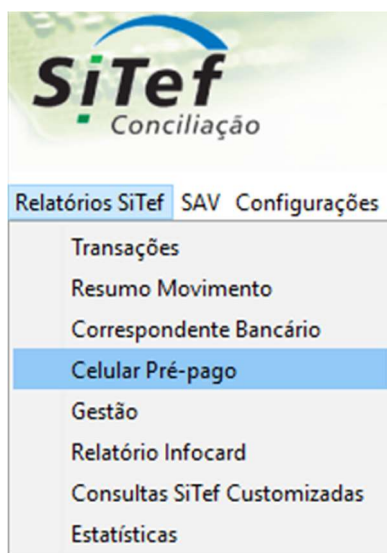 SiTef
Conciliação
Relatórios SiTef SAV Configurações
Transações
Resumo Movimento
Correspondente Bancário
Celular Pré-pago
Gestão
Relatório Infocard
Consultas SiTef Customizadas
Estatísticas